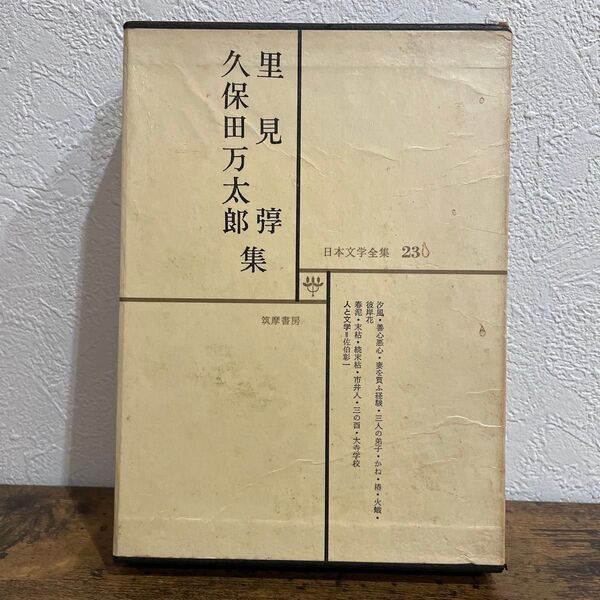 里見弴
久保田万太郎 集
日本文学全集 23
筑摩書房
汐風・善心悪心・妻を買ふ経験・三人の弟子・かね・椿・火蛾・
彼岸花
春泥・末枯・続末枯・市井人・三の酉・大寺学校
人と文学=佐伯彰一